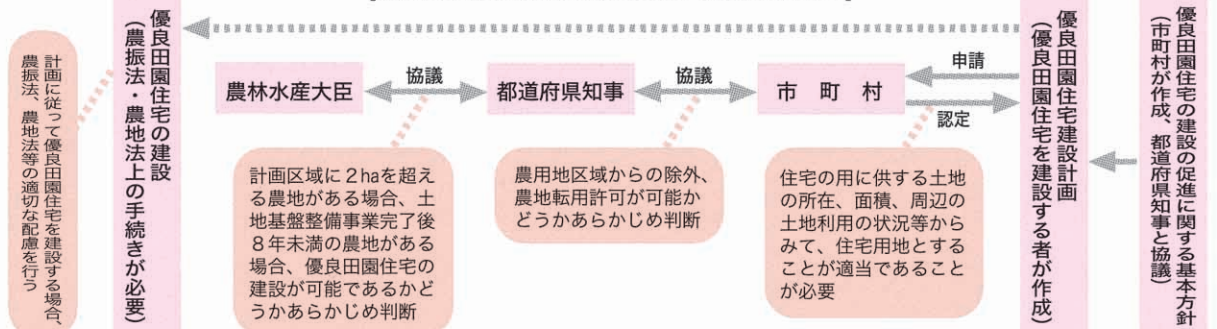 優良田園住宅の建設の促進に関する基本方針
(市町村が作成、都道府県知事と協議)
優良田園住宅建設計画
(優良田園住宅を建設する者が作成)
申請
認定
市町村
協議
都道府県知事
協議
農林水産大臣
住宅の用に供する土地
の所在、面積、周辺の
土地利用の状況等から
みて、住宅用地とする
ことが適当であること
が必要
農用地区域からの除外、
農地転用許可が可能か
どうかあらかじめ判断
計画区域に2haを超え
る農地がある場合、土
地基盤整備事業完了後
8年未満の農地がある
場合、優良田園住宅の
建設が可能であるかど
うかあらかじめ判断
優良田園住宅の建設
(農振法・農地法上の手続きが必要)
計画に従って優良田園住宅を建設する場合、
農振法、農地法等の適切な配慮を行う